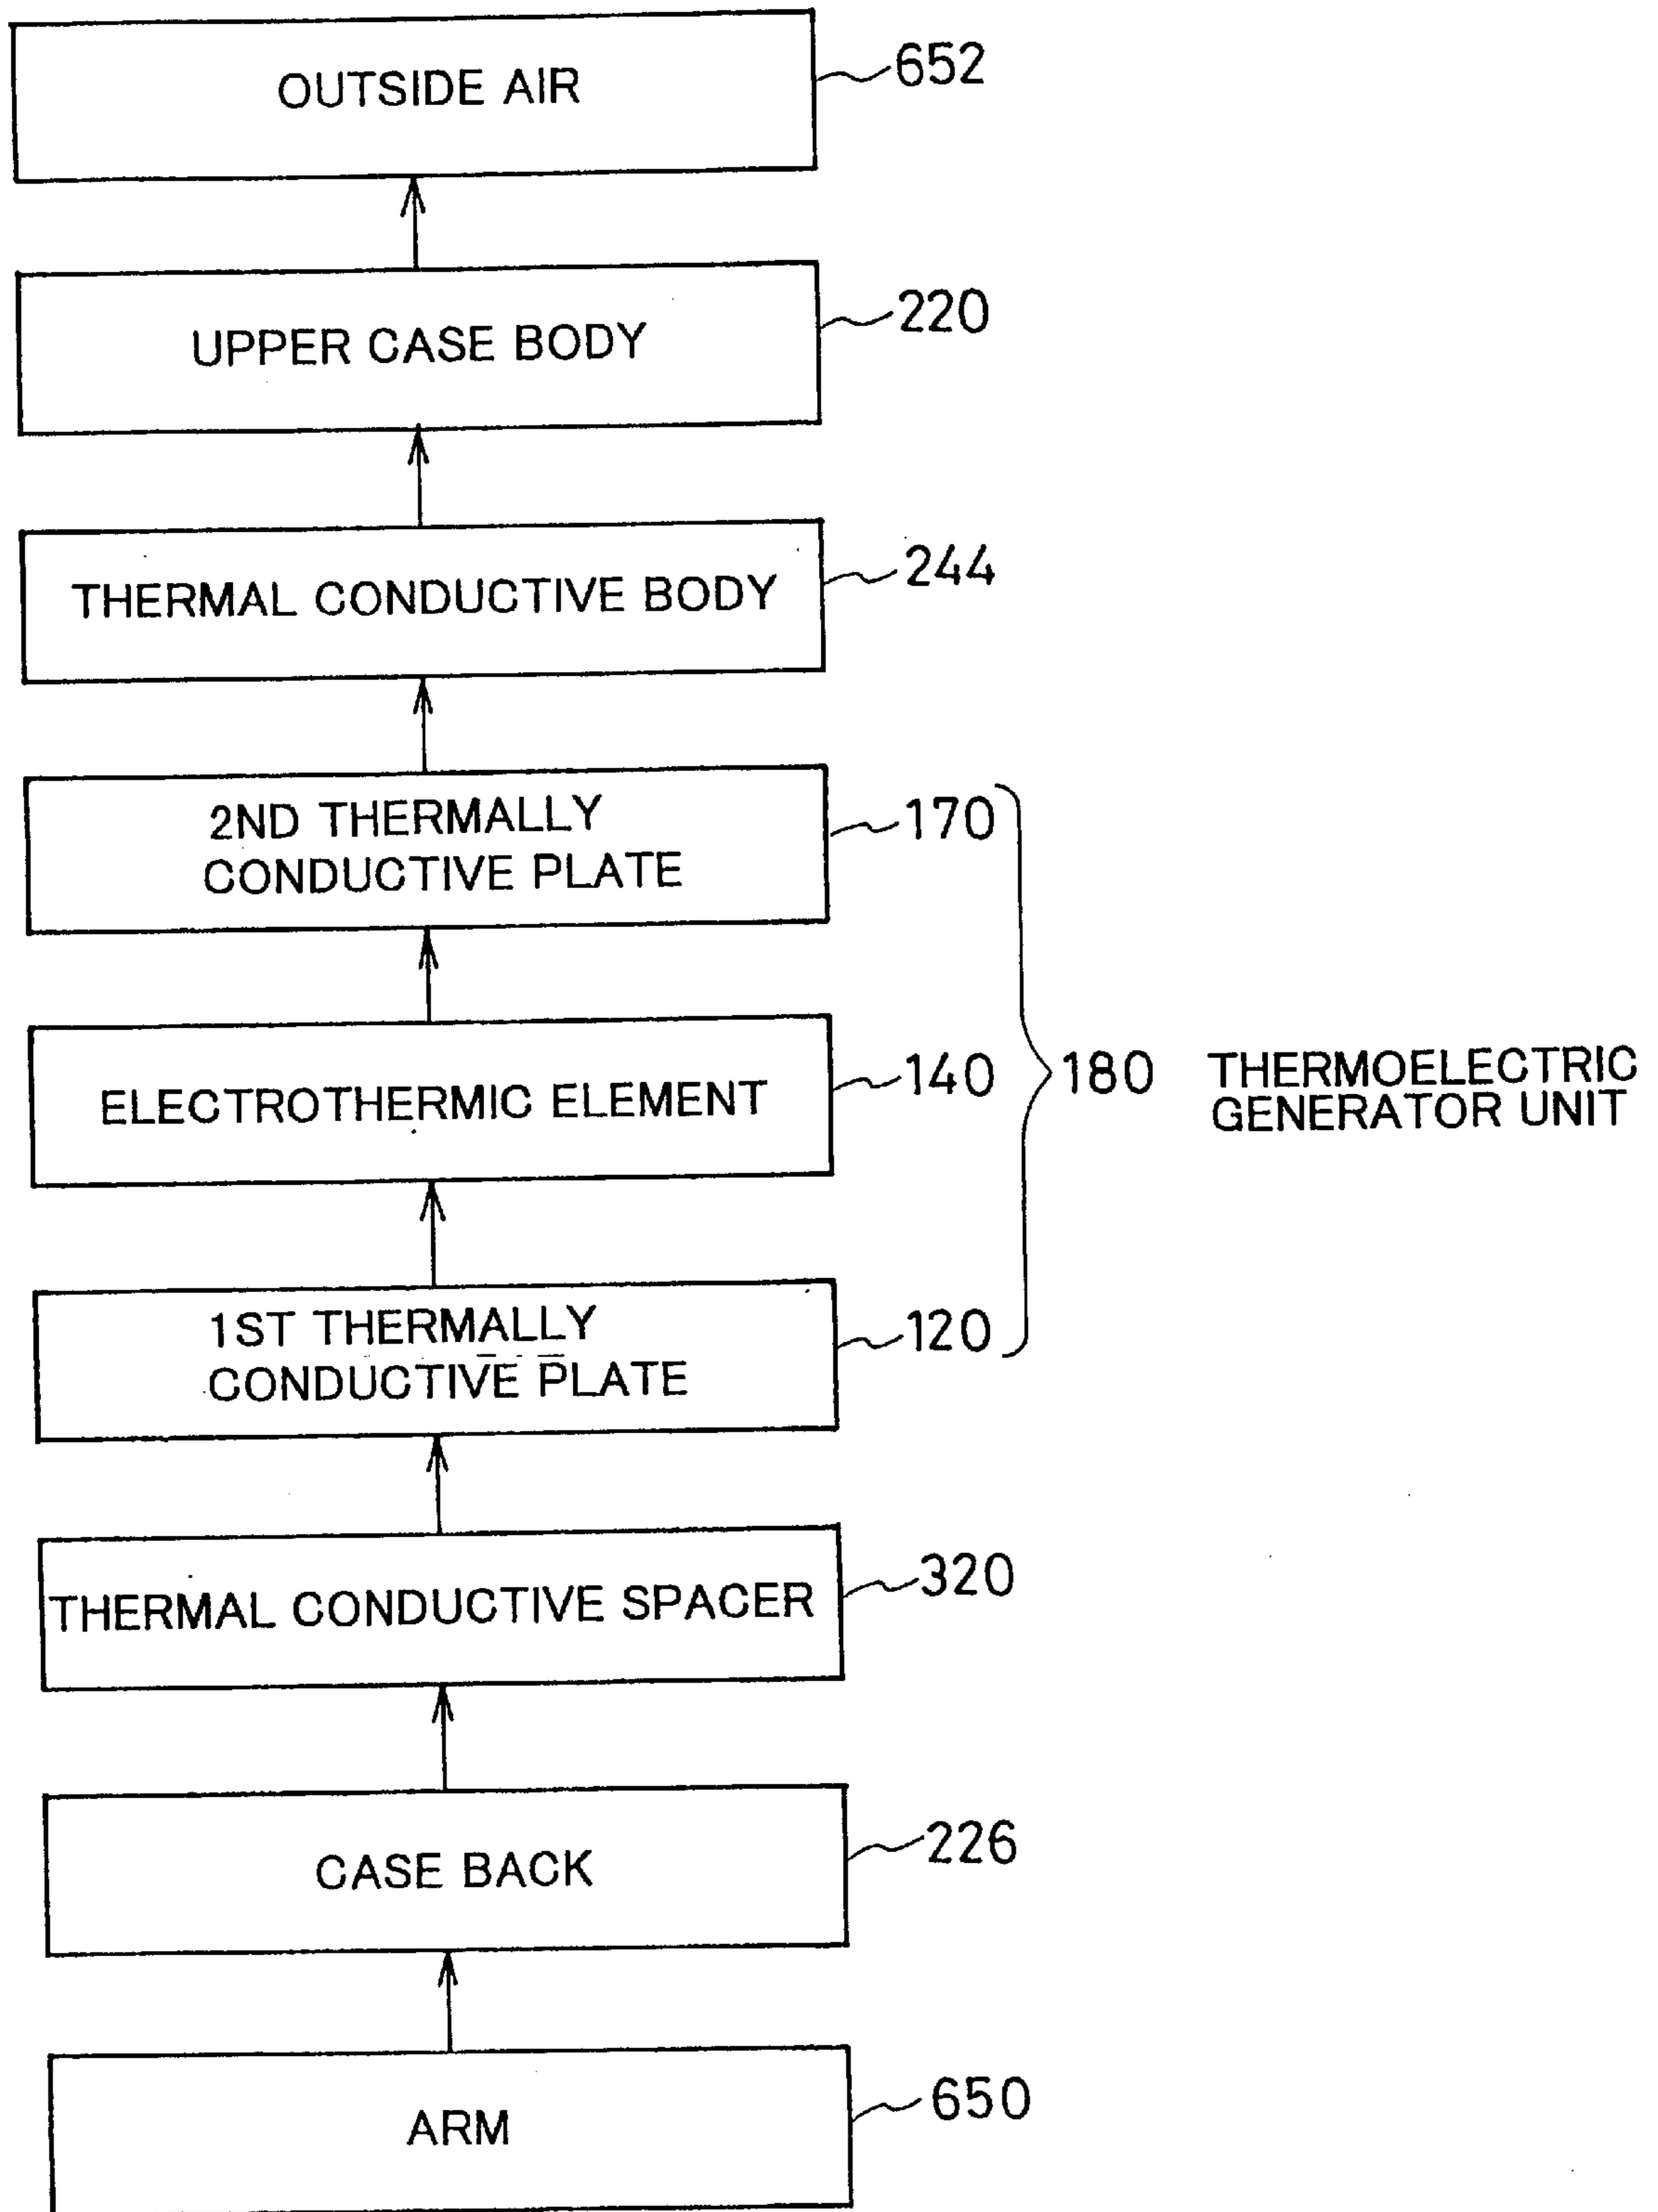 OUTSIDE AIR
652
UPPER CASE BODY
220
THERMAL CONDUCTIVE BODY
244
2ND THERMALLY
CONDUCTIVE PLATE
170
ELECTROTHERMIC ELEMENT
140
180
THERMOELECTRIC
GENERATOR UNIT
1ST THERMALLY
CONDUCTIVE PLATE
120
THERMAL CONDUCTIVE SPACER
320
CASE BACK
226
ARM
650